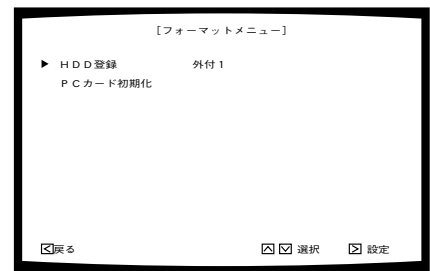 [フォーマットメニュー]
▶ ＨＤＤ登録　外付１
ＰＣカード初期化
<戻る　∧∨ 選択　> 設定